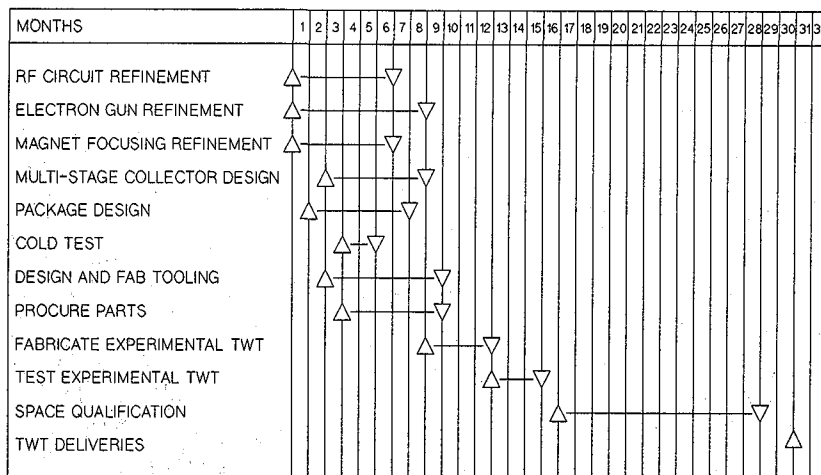 MONTHS 1 2 3 4 5 6 7 8 9 10 11 12 13 14 15 16 17 18 19 20 21 22 23 24 25 26 27 28 29 30 31 3
RF CIRCUIT REFINEMENT
ELECTRON GUN REFINEMENT
MAGNET FOCUSING REFINEMENT
MULTI-STAGE COLLECTOR DESIGN
PACKAGE DESIGN
COLD TEST
DESIGN AND FAB TOOLING
PROCURE PARTS
FABRICATE EXPERIMENTAL TWT
TEST EXPERIMENTAL TWT
SPACE QUALIFICATION
TWT DELIVERIES